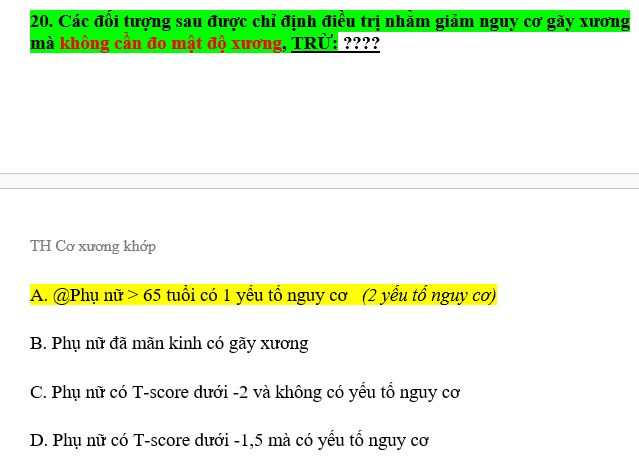 20. Các đối tượng sau được chỉ định điều trị nhằm giảm nguy cơ gãy xương
mà không cần đo mật độ xương, TRỪ: ????
TH Cơ xương khớp
A. @Phụ nữ > 65 tuổi có 1 yếu tố nguy cơ (2 yếu tố nguy cơ)
B. Phụ nữ đã mãn kinh có gãy xương
C. Phụ nữ có T-score dưới -2 và không có yếu tố nguy cơ
D. Phụ nữ có T-score dưới -1,5 mà có yếu tố nguy cơ